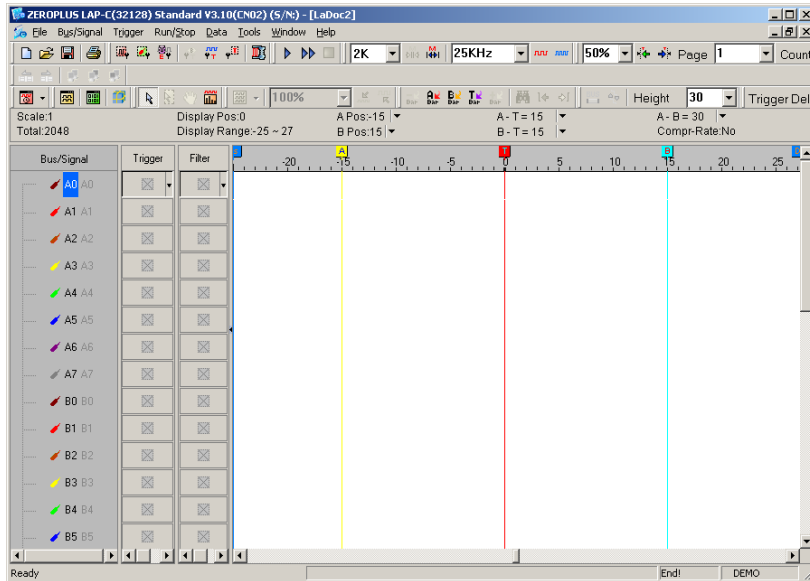 ZEROPLUS LAP-C(32128) Standard V3.10(CN02) (S/N:) - [LaDoc2]
File Bus/Signal Trigger Run/Stop Data Tools Window Help
2K 25KHz 50% Page 1 Count
100% Bar Bar Bar Height 30 Trigger Del
Scale:1 Display Pos:0 A Pos:-15 A - T = 15 A - B = 30
Total:2048 Display Range:-25 ~ 27 B Pos:15 B - T = 15 Compr-Rate:No
Bus/Signal Trigger Filter
A T B
-20 -15 -10 -5 0 5 10 15 20 25
A0 A0
A1 A1
A2 A2
A3 A3
A4 A4
A5 A5
A6 A6
A7 A7
B0 B0
B1 B1
B2 B2
B3 B3
B4 B4
B5 B5
Ready End! DEMO